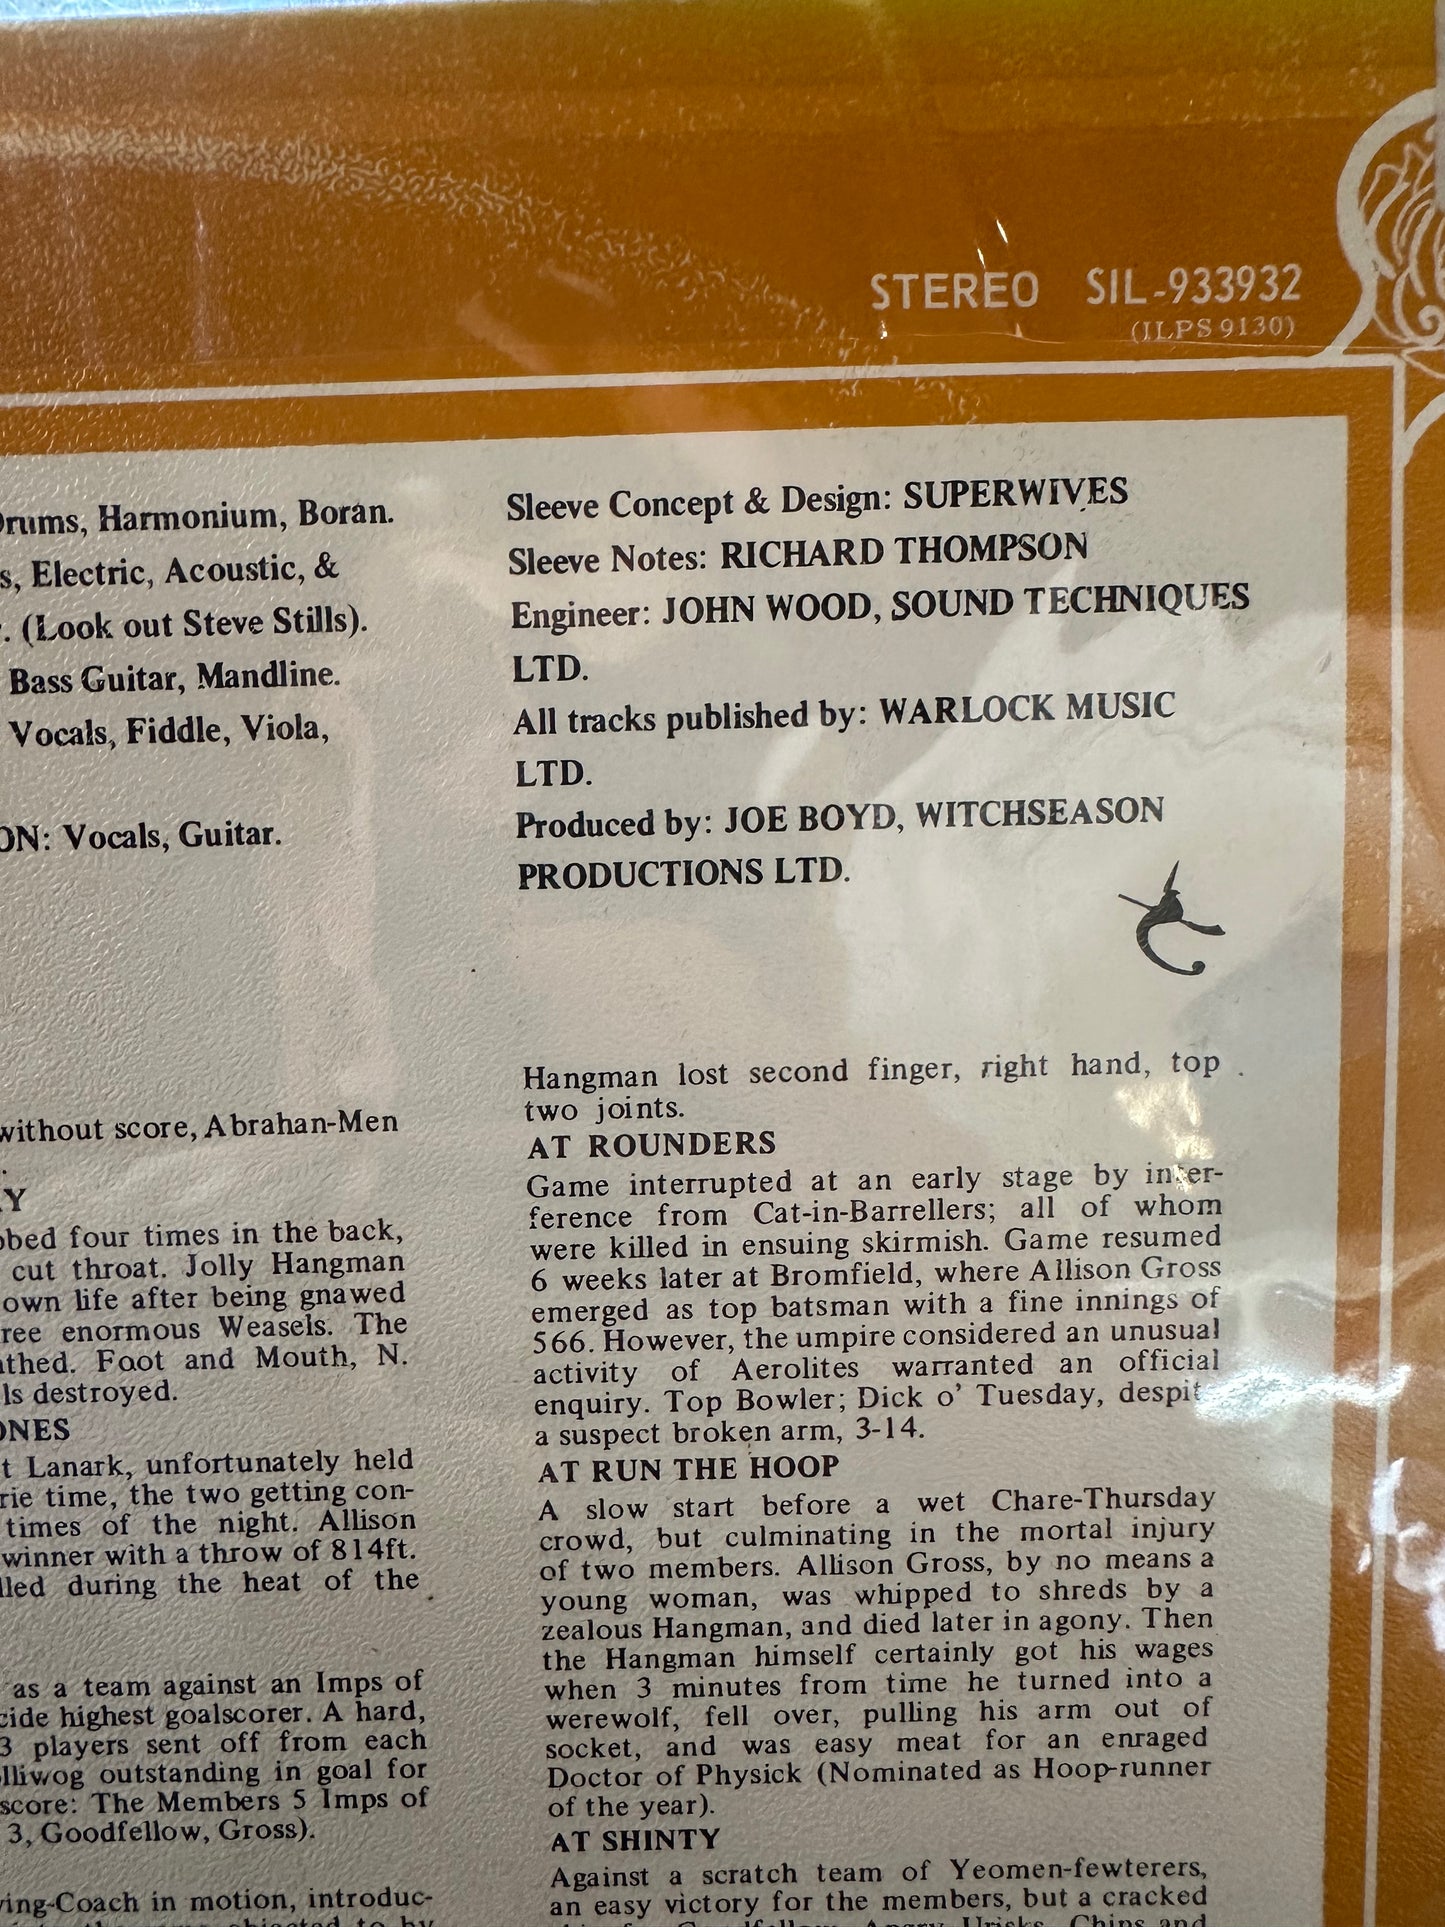 STEREO SIL-933932
(ILPS 9130)
Drums, Harmonium, Boran.
s, Electric, Acoustic, &
. (Look out Steve Stills).
Bass Guitar, Mandline.
Vocals, Fiddle, Viola,
ON: Vocals, Guitar.
Sleeve Concept & Design: SUPERWIVES
Sleeve Notes: RICHARD THOMPSON
Engineer: JOHN WOOD, SOUND TECHNIQUES
LTD.
All tracks published by: WARLOCK MUSIC
LTD.
Produced by: JOE BOYD, WITCHSEASON
PRODUCTIONS LTD.
without score, Abrahan-Men
.
Y
bbed four times in the back,
cut throat. Jolly Hangman
own life after being gnawed
ree enormous Weasels. The
athed. Foot and Mouth, N.
ls destroyed.
ONES
t Lanark, unfortunately held
rie time, the two getting con-
times of the night. Allison
winner with a throw of 814ft.
lled during the heat of the
as a team against an Imps of
cide highest goalscorer. A hard,
3 players sent off from each
lliwog outstanding in goal for
score: The Members 5 Imps of
3, Goodfellow, Gross).
ying-Coach in motion, introduc-
Hangman lost second finger, right hand, top
two joints.
AT ROUNDERS
Game interrupted at an early stage by inter-
ference from Cat-in-Barrellers; all of whom
were killed in ensuing skirmish. Game resumed
6 weeks later at Bromfield, where Allison Gross
emerged as top batsman with a fine innings of
566. However, the umpire considered an unusual
activity of Aerolites warranted an official
enquiry. Top Bowler; Dick o' Tuesday, despite
a suspect broken arm, 3-14.
AT RUN THE HOOP
A slow start before a wet Chare-Thursday
crowd, but culminating in the mortal injury
of two members. Allison Gross, by no means a
young woman, was whipped to shreds by a
zealous Hangman, and died later in agony. Then
the Hangman himself certainly got his wages
when 3 minutes from time he turned into a
werewolf, fell over, pulling his arm out of
socket, and was easy meat for an enraged
Doctor of Physick (Nominated as Hoop-runner
of the year).
AT SHINTY
Against a scratch team of Yeomen-fewterers,
an easy victory for the members, but a cracked
Goodfellow, Angry Urisks, Chips and